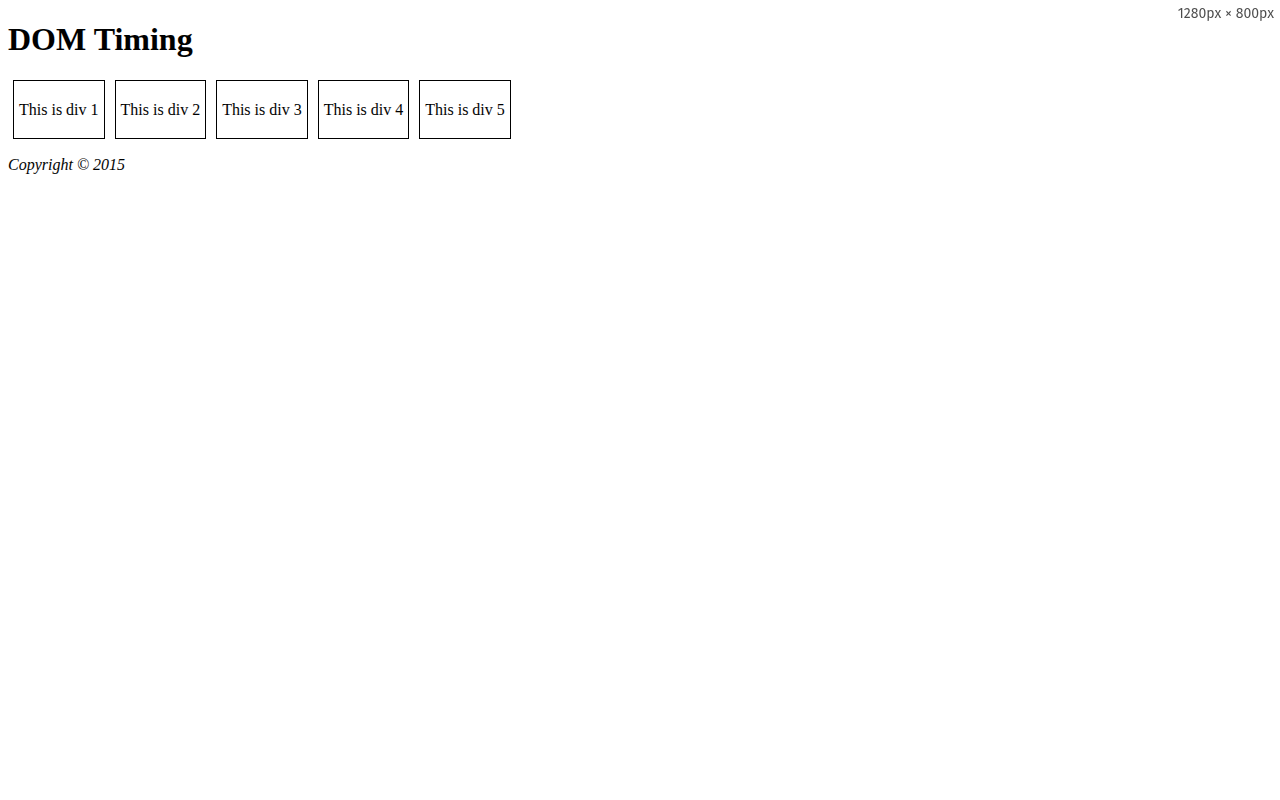 1280px × 800px
DOM Timing
This is div 1 This is div 2 This is div 3 This is div 4 This is div 5
Copyright © 2015